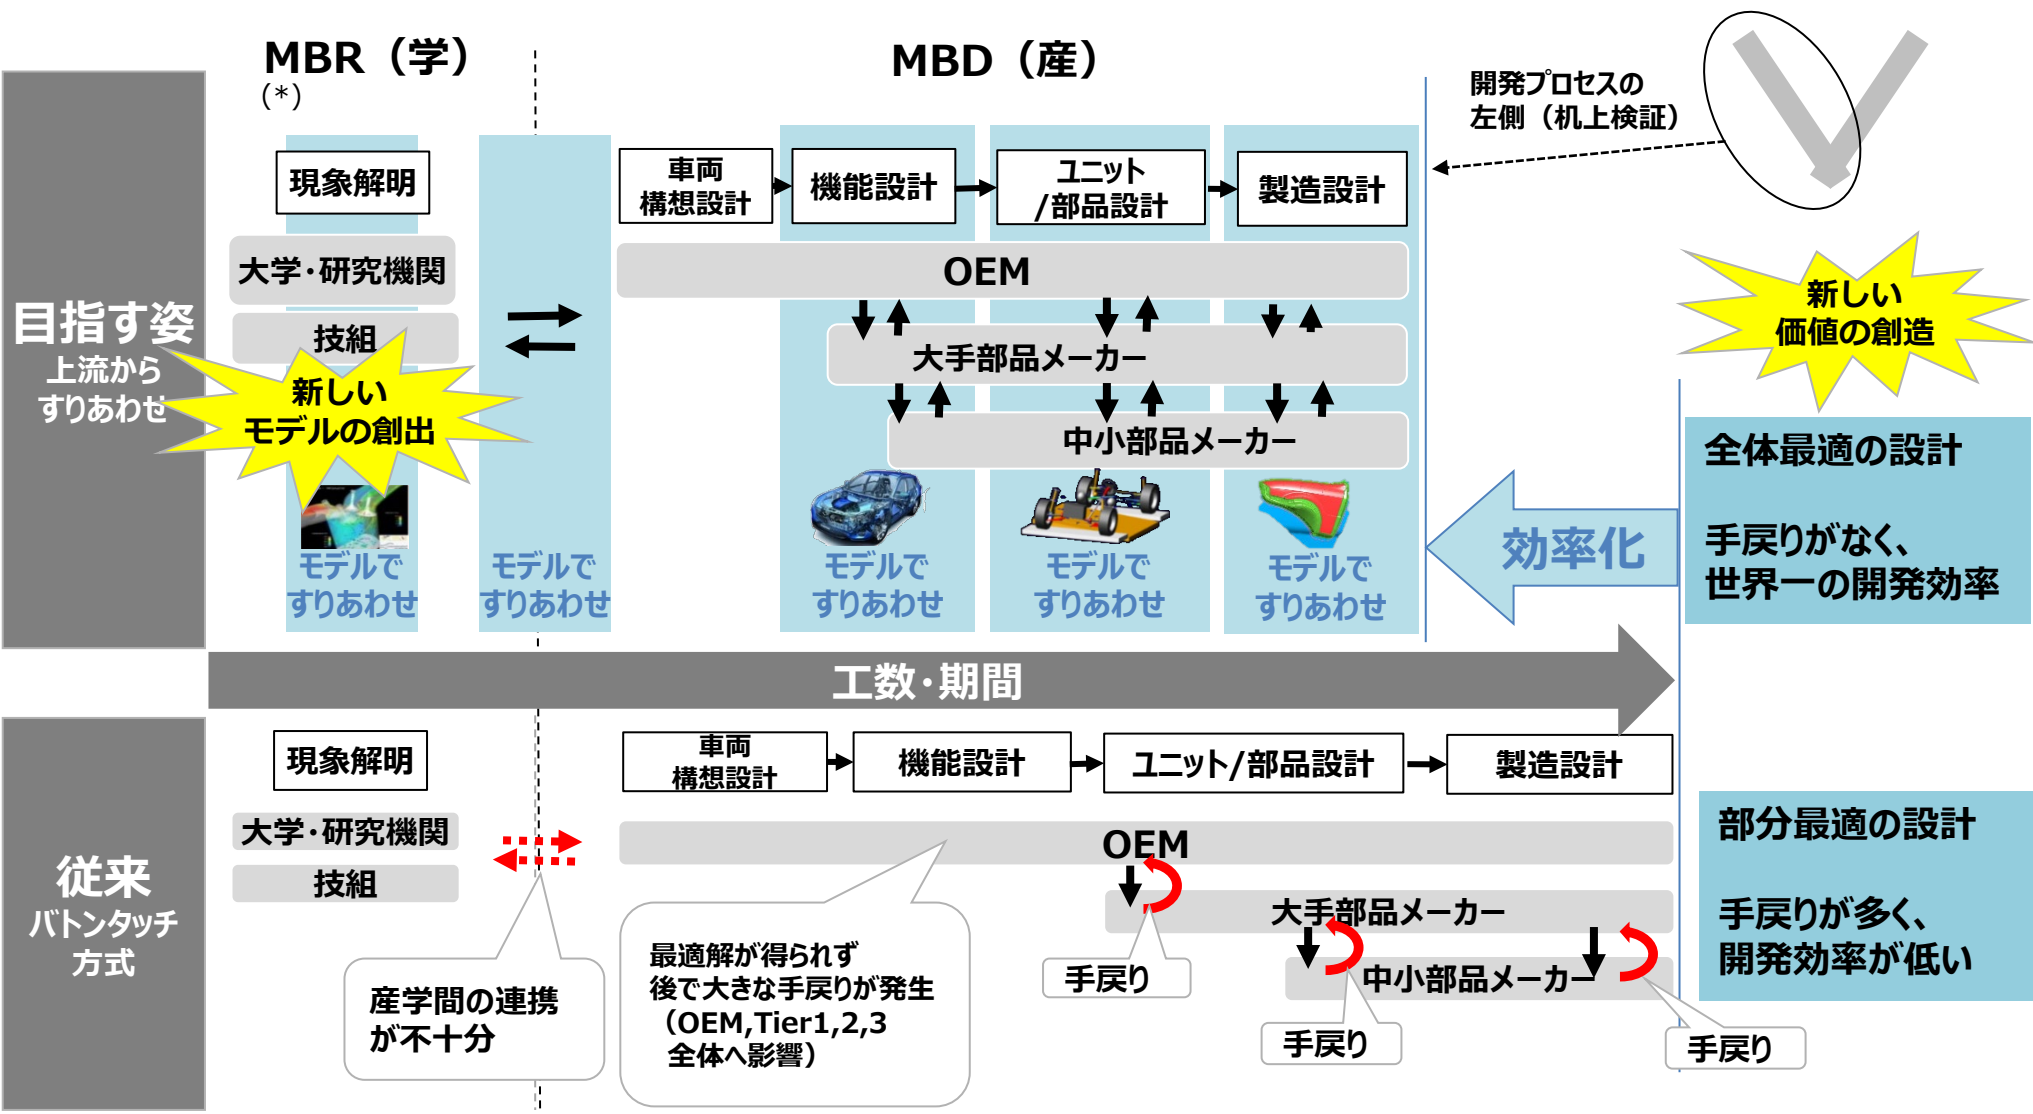 MBR（学）
(*)
MBD（産）
開発プロセスの
左側（机上検証）
現象解明
車両
構想設計
機能設計
ユニット
/部品設計
製造設計
大学・研究機関
技組
OEM
大手部品メーカー
中小部品メーカー
目指す姿
上流から
すりあわせ
新しい
モデルの創出
新しい
価値の創造
モデルで
すりあわせ
モデルで
すりあわせ
モデルで
すりあわせ
モデルで
すりあわせ
モデルで
すりあわせ
効率化
全体最適の設計
手戻りがなく、
世界一の開発効率
工数・期間
従来
バトンタッチ
方式
現象解明
車両
構想設計
機能設計
ユニット/部品設計
製造設計
大学・研究機関
技組
OEM
大手部品メーカー
中小部品メーカー
産学間の連携
が不十分
最適解が得られず
後で大きな手戻りが発生
（OEM,Tier1,2,3
全体へ影響）
手戻り
手戻り
手戻り
部分最適の設計
手戻りが多く、
開発効率が低い